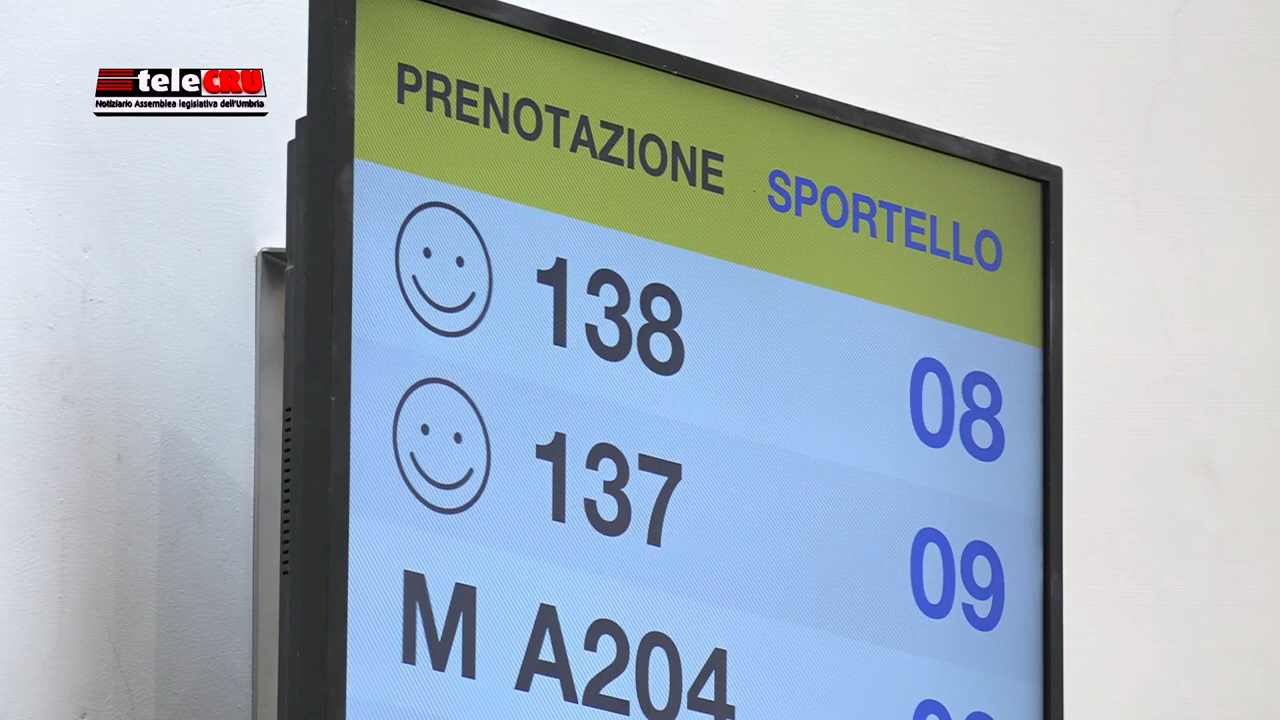 teleCRU
Notiziario Assemblea legislativa dell'Umbria
PRENOTAZIONE SPORTELLO
138 08
137 09
M A204